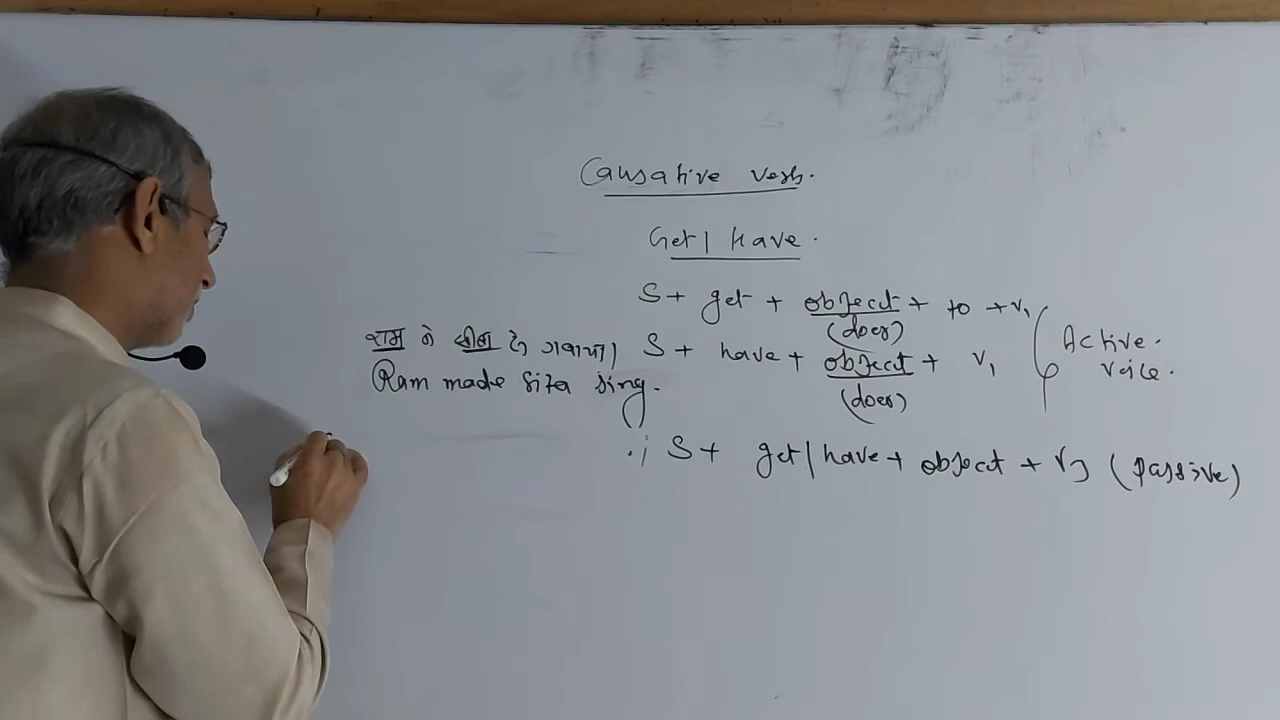 Causative verb.
Get | Have.
S + get + object + to + v₁
(doer)
राम ने सीता से गवाया।
S + have + object + v₁
(doer)
Active.
Voice.
Ram made Sita sing.
∴ S + get | have + object + v₃ (passive)